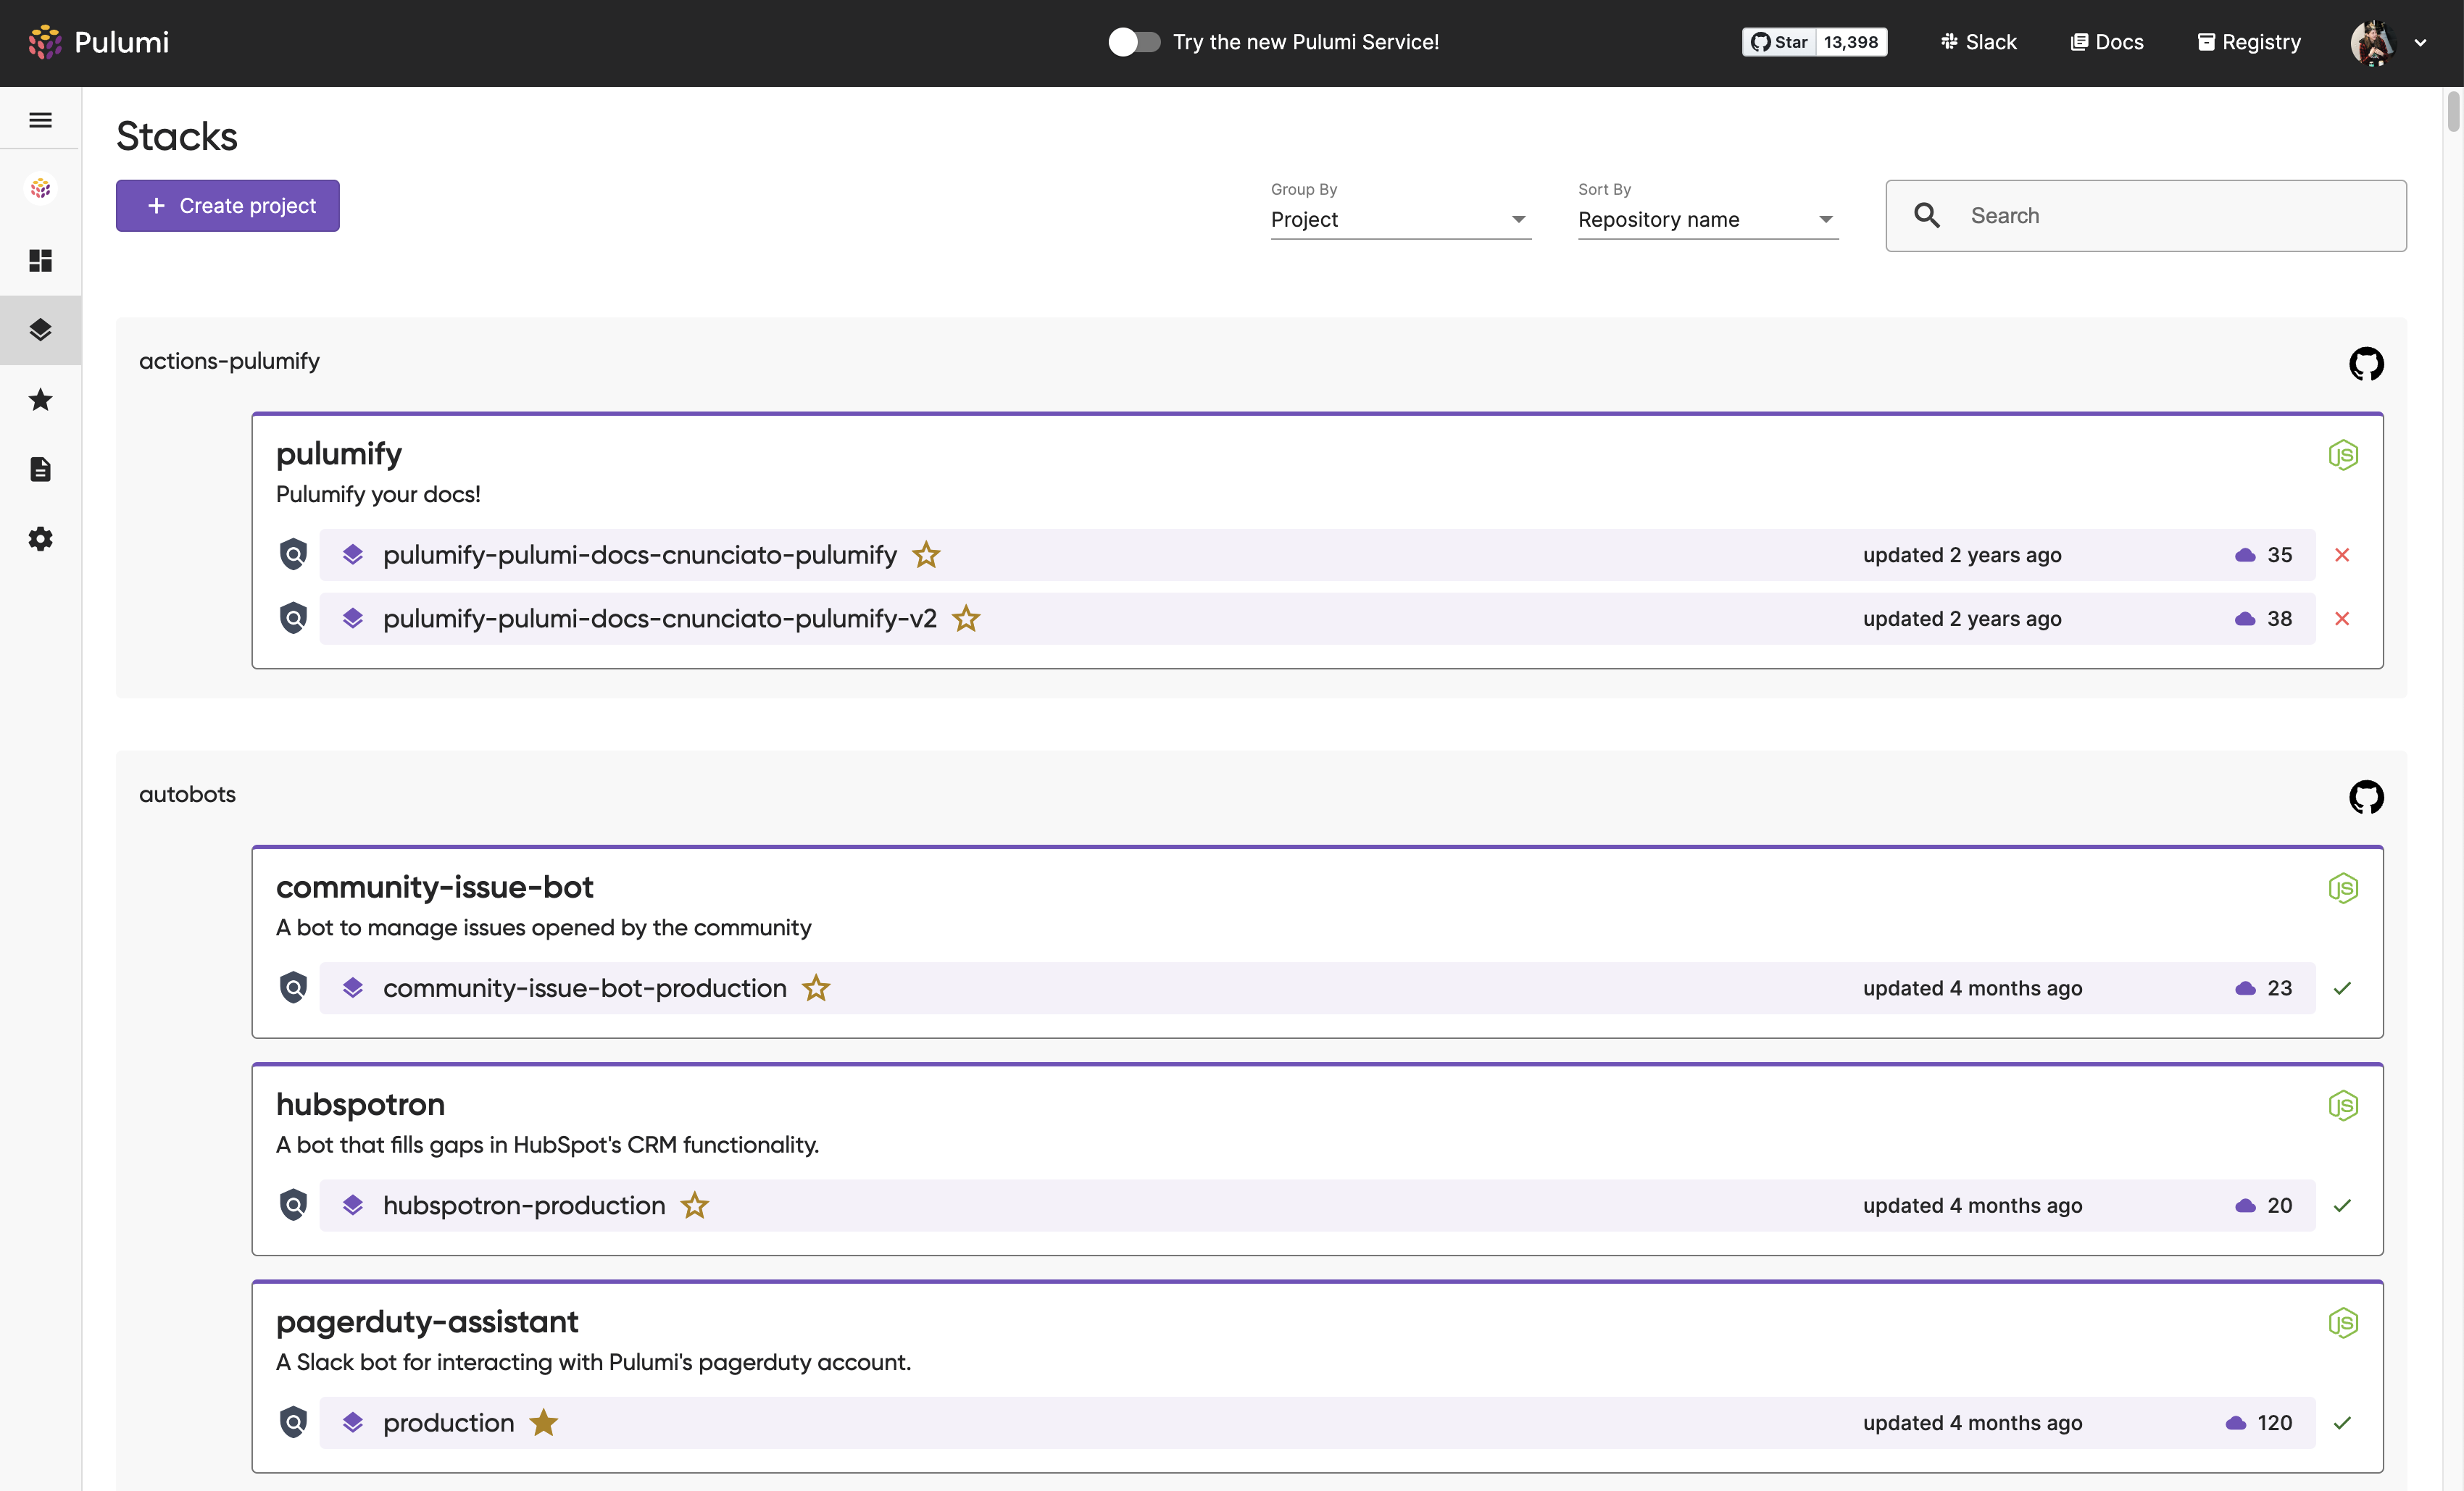 Pulumi
Try the new Pulumi Service!
Star 13,398
Slack
Docs
Registry
Stacks
+ Create project
Group By
Project
Sort By
Repository name
Search
actions-pulumify
pulumify
JS
Pulumify your docs!
pulumify-pulumi-docs-cnunciato-pulumify updated 2 years ago 35
pulumify-pulumi-docs-cnunciato-pulumify-v2 updated 2 years ago 38
autobots
community-issue-bot
JS
A bot to manage issues opened by the community
community-issue-bot-production updated 4 months ago 23
hubspotron
JS
A bot that fills gaps in HubSpot's CRM functionality.
hubspotron-production updated 4 months ago 20
pagerduty-assistant
JS
A Slack bot for interacting with Pulumi's pagerduty account.
production updated 4 months ago 120